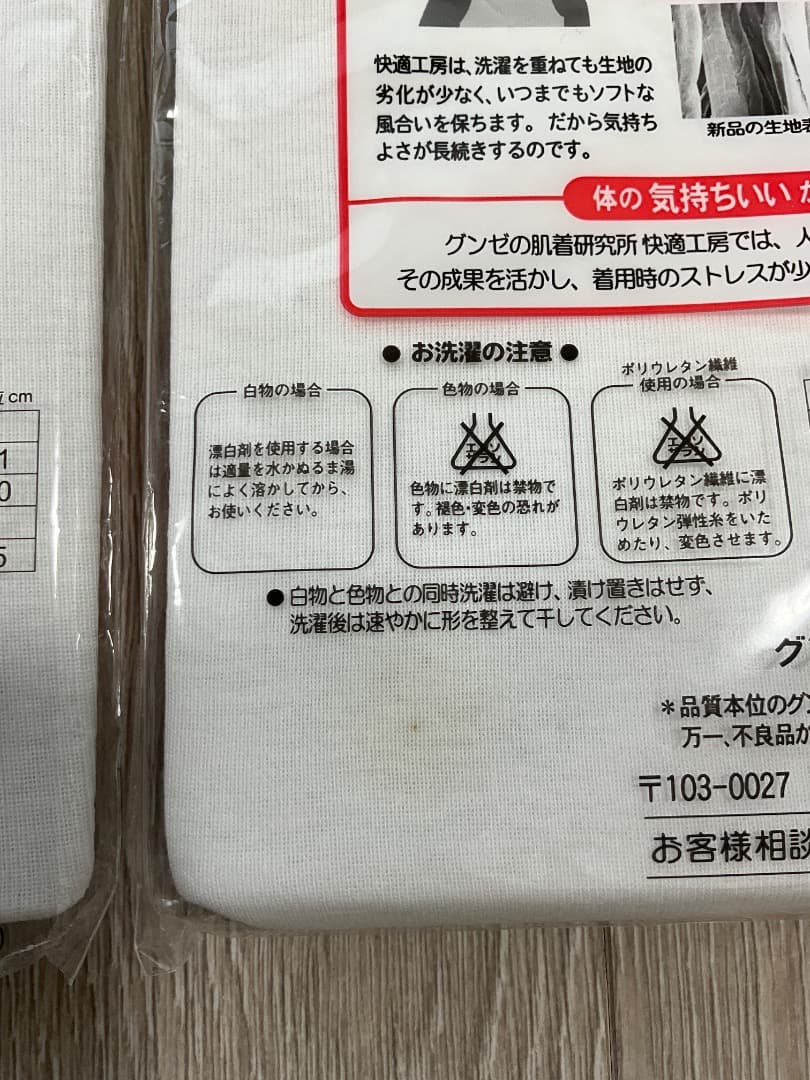 快適工房は、洗濯を重ねても生地の
劣化が少なく、いつまでもソフトな
風合いを保ちます。だから気持ち
よさが長続きするのです。
新品の生地表
体の気持ちいいか
グンゼの肌着研究所 快適工房では、人
その成果を活かし、着用時のストレスが少
● お洗濯の注意 ●
白物の場合
漂白剤を使用する場合
は適量を水かぬるま湯
によく溶かしてから、
お使いください。
色物の場合
エンソ
サラン
色物に漂白剤は禁物で
す。褪色・変色の恐れが
があります。
ポリウレタン繊維
使用の場合
エンソ
サラン
ポリウレタン繊維に漂
白剤は禁物です。ポリ
ウレタン弾性糸をいた
めたり、変色させます。
● 白物と色物との同時洗濯は避け、漬け置きはせず、
洗濯後は速やかに形を整えて干してください。
グ
＊品質本位のグン
万一、不良品が
〒103-0027
お客様相談
cm
1
0
5